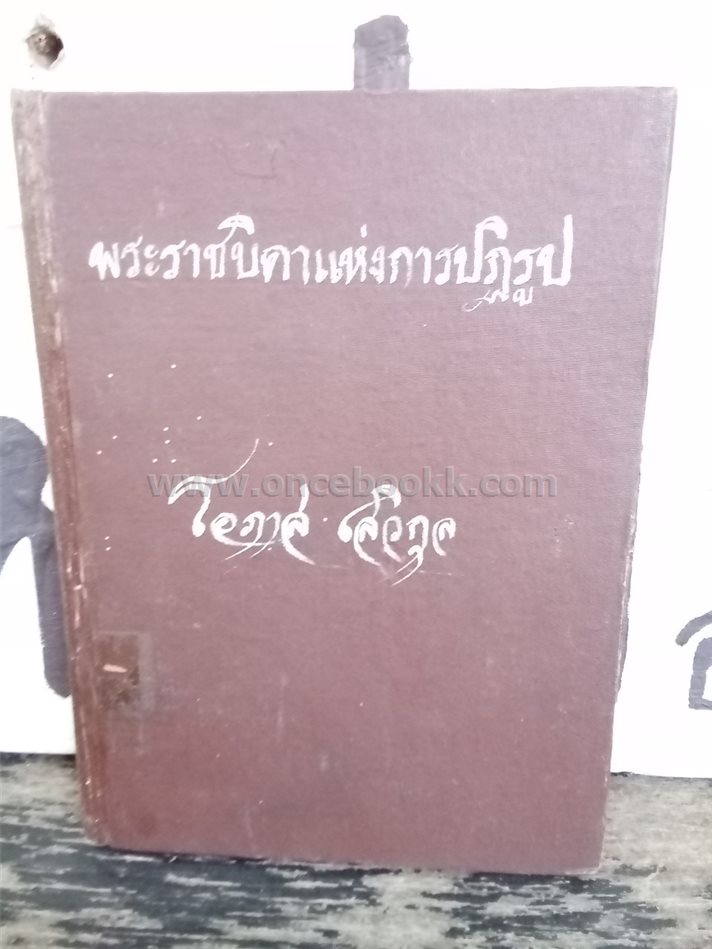 พระราชบิดาแห่งการปฏิรูป
www.oncebookk.com
โอภาส เสวิกุล